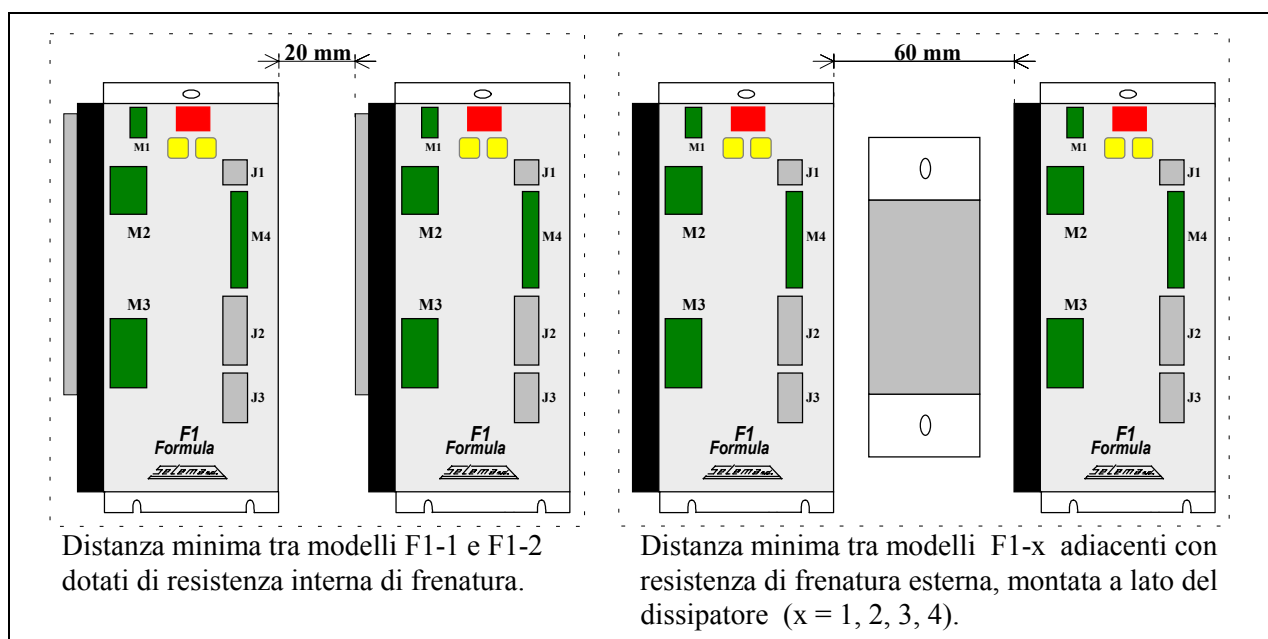 20 mm
60 mm
M1
J1
M2
M4
M3
J2
J3
F1
Formula
M1
J1
M2
M4
M3
J2
J3
F1
Formula
M1
J1
M2
M4
M3
J2
J3
F1
Formula
M1
J1
M2
M4
M3
J2
J3
F1
Formula
Distanza minima tra modelli F1-1 e F1-2
dotati di resistenza interna di frenatura.
Distanza minima tra modelli F1-x adiacenti con
resistenza di frenatura esterna, montata a lato del
dissipatore (x = 1, 2, 3, 4).